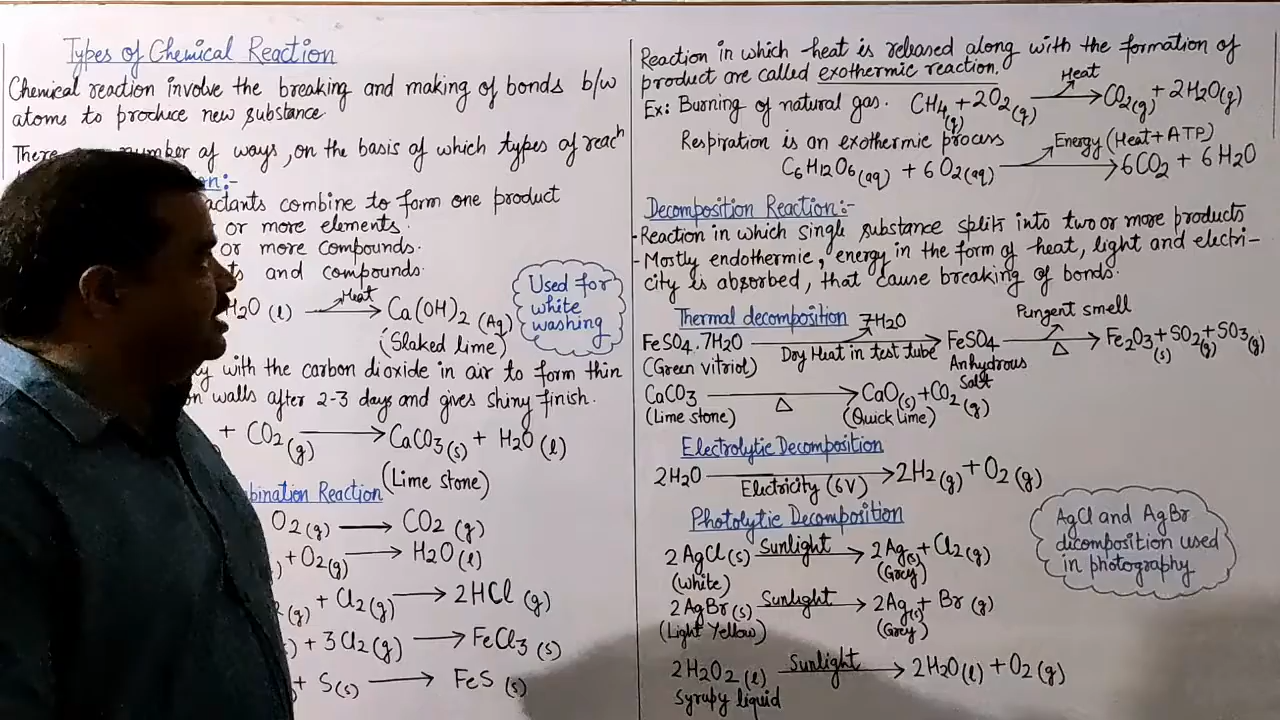 Types of Chemical Reaction
Chemical reaction involve the breaking and making of bonds b/w
atoms to produce new substance
There number of ways, on the basis of which types of reacⁿ
on:-
actants combine to form one product
or more elements.
or more compounds.
ts and compounds.
H2O (l) Heat → Ca(OH)2 (Aq)
(Slaked lime)
Used for
white
washing
y with the carbon dioxide in air to form thin
on walls after 2-3 days and gives shiny finish.
+ CO2 (g) → CaCO3(s) + H2O (l)
(Lime stone)
bination Reaction
O2(g) → CO2 (g)
+ O2(g) → H2O(l)
(g) + Cl2(g) → 2HCl (g)
+ 3Cl2(g) → FeCl3 (s)
+ S(s) → FeS (s)
Reaction in which heat is released along with the formation of
product are called exothermic reaction.
Ex: Burning of natural gas. CH4(g) + 2O2(g) → Heat CO2(g) + 2H2O(g)
Respiration is an exothermic process
Energy (Heat+ATP)
C6H12O6(aq) + 6O2(aq) → 6CO2 + 6H2O
Decomposition Reaction:-
-Reaction in which single substance splits into two or more products
-Mostly endothermic, energy in the form of heat, light and electri-
city is absorbed, that cause breaking of bonds.
Thermal decomposition
7H2O
Pungent smell
FeSO4.7H2O → FeSO4 → Fe2O3(s) + SO2(g) + SO3(g)
Dry Heat in test tube
Δ
(Green vitriol)
Anhydrous
Salt
CaCO3 → CaO(s) + CO2(g)
Δ
(Lime stone) (Quick Lime)
Electrolytic Decomposition
2H2O → 2H2(g) + O2(g)
Electricity (6V)
Photolytic Decomposition
2AgCl(s) Sunlight → 2Ag(s) + Cl2(g)
(White) (Grey)
2AgBr(s) Sunlight → 2Ag(s) + Br (g)
(Light Yellow) (Grey)
2H2O2(l) Sunlight → 2H2O(l) + O2(g)
Syrupy liquid
AgCl and AgBr
decomposition used
in photography